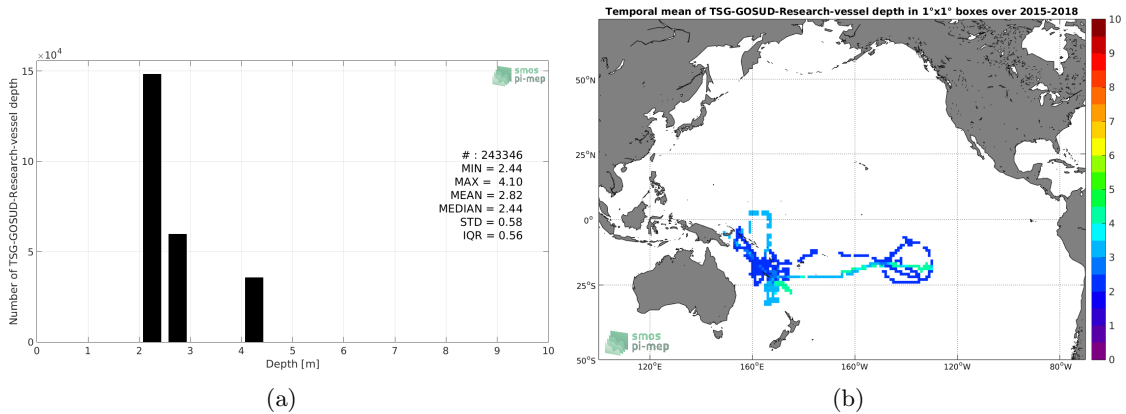 ×10⁴
15
10
5
0
Number of TSG-GOSUD-Research-vessel depth
0 1 2 3 4 5 6 7 8 9 10
Depth [m]
smos
pi-mep
# : 243346
MIN = 2.44
MAX = 4.10
MEAN = 2.82
MEDIAN = 2.44
STD = 0.58
IQR = 0.56
(a)
Temporal mean of TSG-GOSUD-Research-vessel depth in 1°x1° boxes over 2015-2018
50°N
25°N
0°
25°S
50°S
120°E 160°E 160°W 120°W 80°W
smos
pi-mep
10
9
8
7
6
5
4
3
2
1
0
(b)